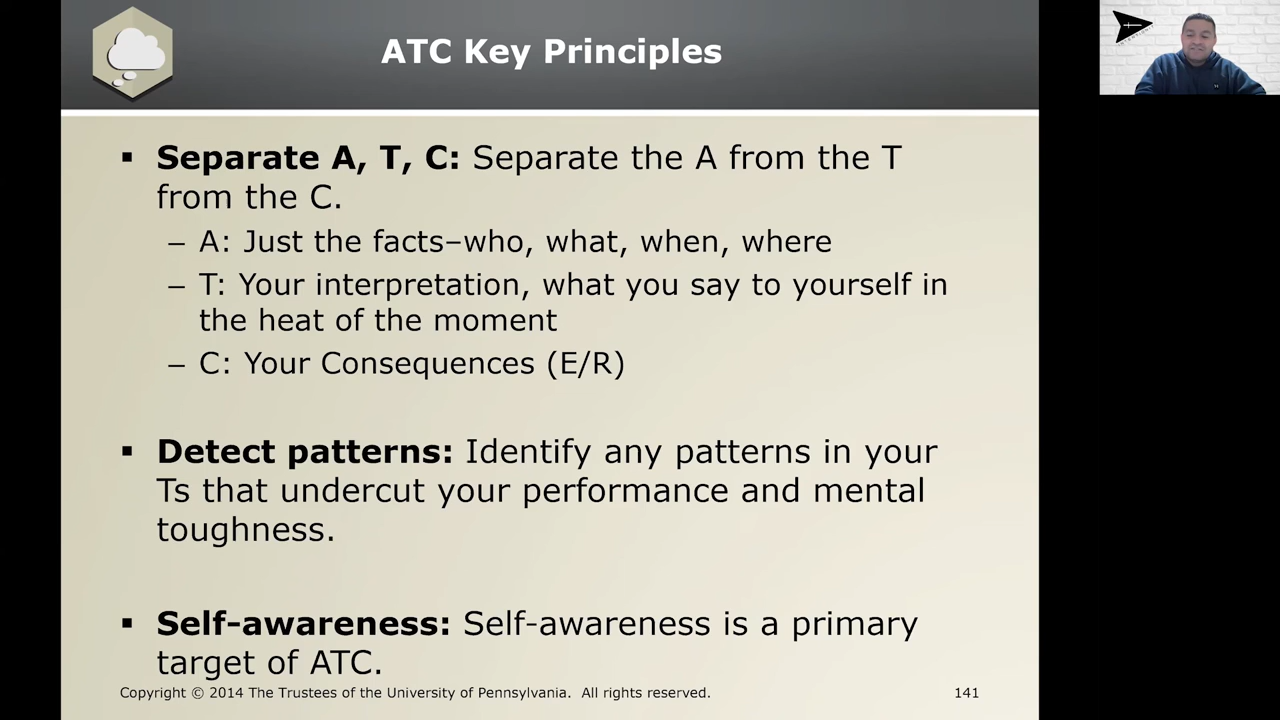 ATC Key Principles
▪ Separate A, T, C: Separate the A from the T
from the C.
– A: Just the facts–who, what, when, where
– T: Your interpretation, what you say to yourself in
the heat of the moment
– C: Your Consequences (E/R)
▪ Detect patterns: Identify any patterns in your
Ts that undercut your performance and mental
toughness.
▪ Self-awareness: Self-awareness is a primary
target of ATC.
Copyright © 2014 The Trustees of the University of Pennsylvania. All rights reserved.
141